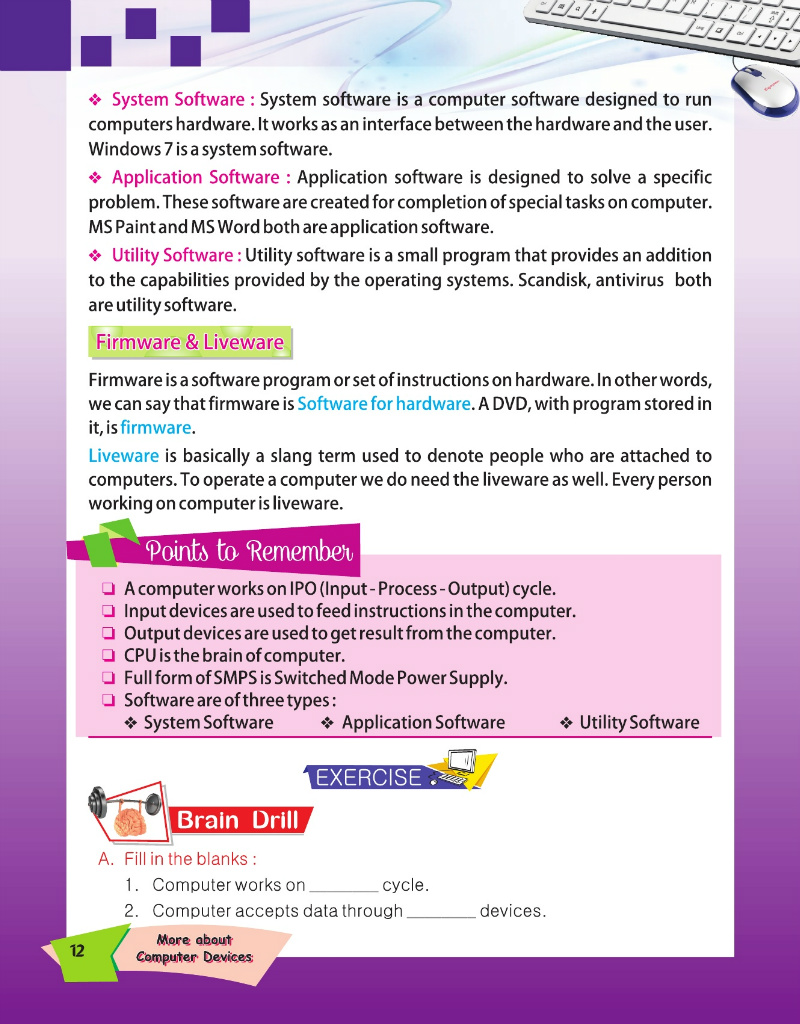 ❖ System Software : System software is a computer software designed to run
computers hardware. It works as an interface between the hardware and the user.
Windows 7 is a system software.
❖ Application Software : Application software is designed to solve a specific
problem. These software are created for completion of special tasks on computer.
MS Paint and MS Word both are application software.
❖ Utility Software : Utility software is a small program that provides an addition
to the capabilities provided by the operating systems. Scandisk, antivirus both
are utility software.
Firmware & Liveware
Firmware is a software program or set of instructions on hardware. In other words,
we can say that firmware is Software for hardware. A DVD, with program stored in
it, is firmware.
Liveware is basically a slang term used to denote people who are attached to
computers. To operate a computer we do need the liveware as well. Every person
working on computer is liveware.
Points to Remember
❑ A computer works on IPO (Input - Process - Output) cycle.
❑ Input devices are used to feed instructions in the computer.
❑ Output devices are used to get result from the computer.
❑ CPU is the brain of computer.
❑ Full form of SMPS is Switched Mode Power Supply.
❑ Software are of three types :
❖ System Software ❖ Application Software ❖ Utility Software
EXERCISE
Brain Drill
A. Fill in the blanks :
1. Computer works on ________ cycle.
2. Computer accepts data through ________ devices.
12
More about
Computer Devices